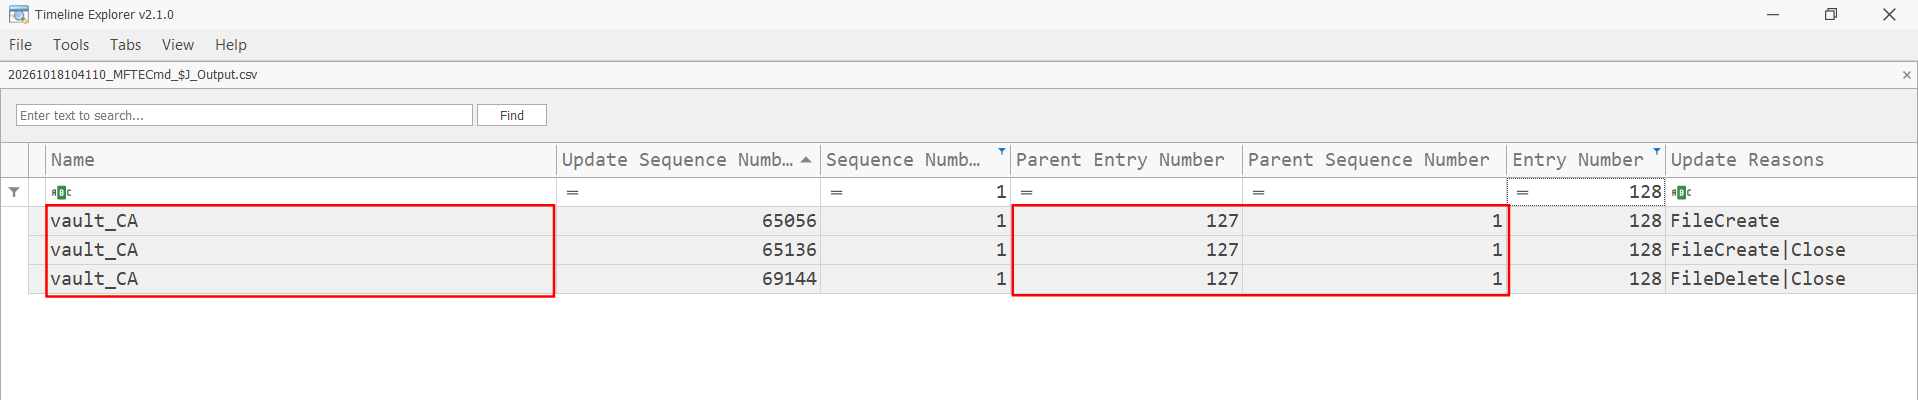 Timeline Explorer v2.1.0
File Tools Tabs View Help
20261018104110_MFTECmd_$J_Output.csv
Enter text to search... Find
Name Update Sequence Numb… Sequence Numb… Parent Entry Number Parent Sequence Number Entry Number Update Reasons
ABC = = 1 = = = 128 ABC
vault_CA 65056 1 127 1 128 FileCreate
vault_CA 65136 1 127 1 128 FileCreate|Close
vault_CA 69144 1 127 1 128 FileDelete|Close